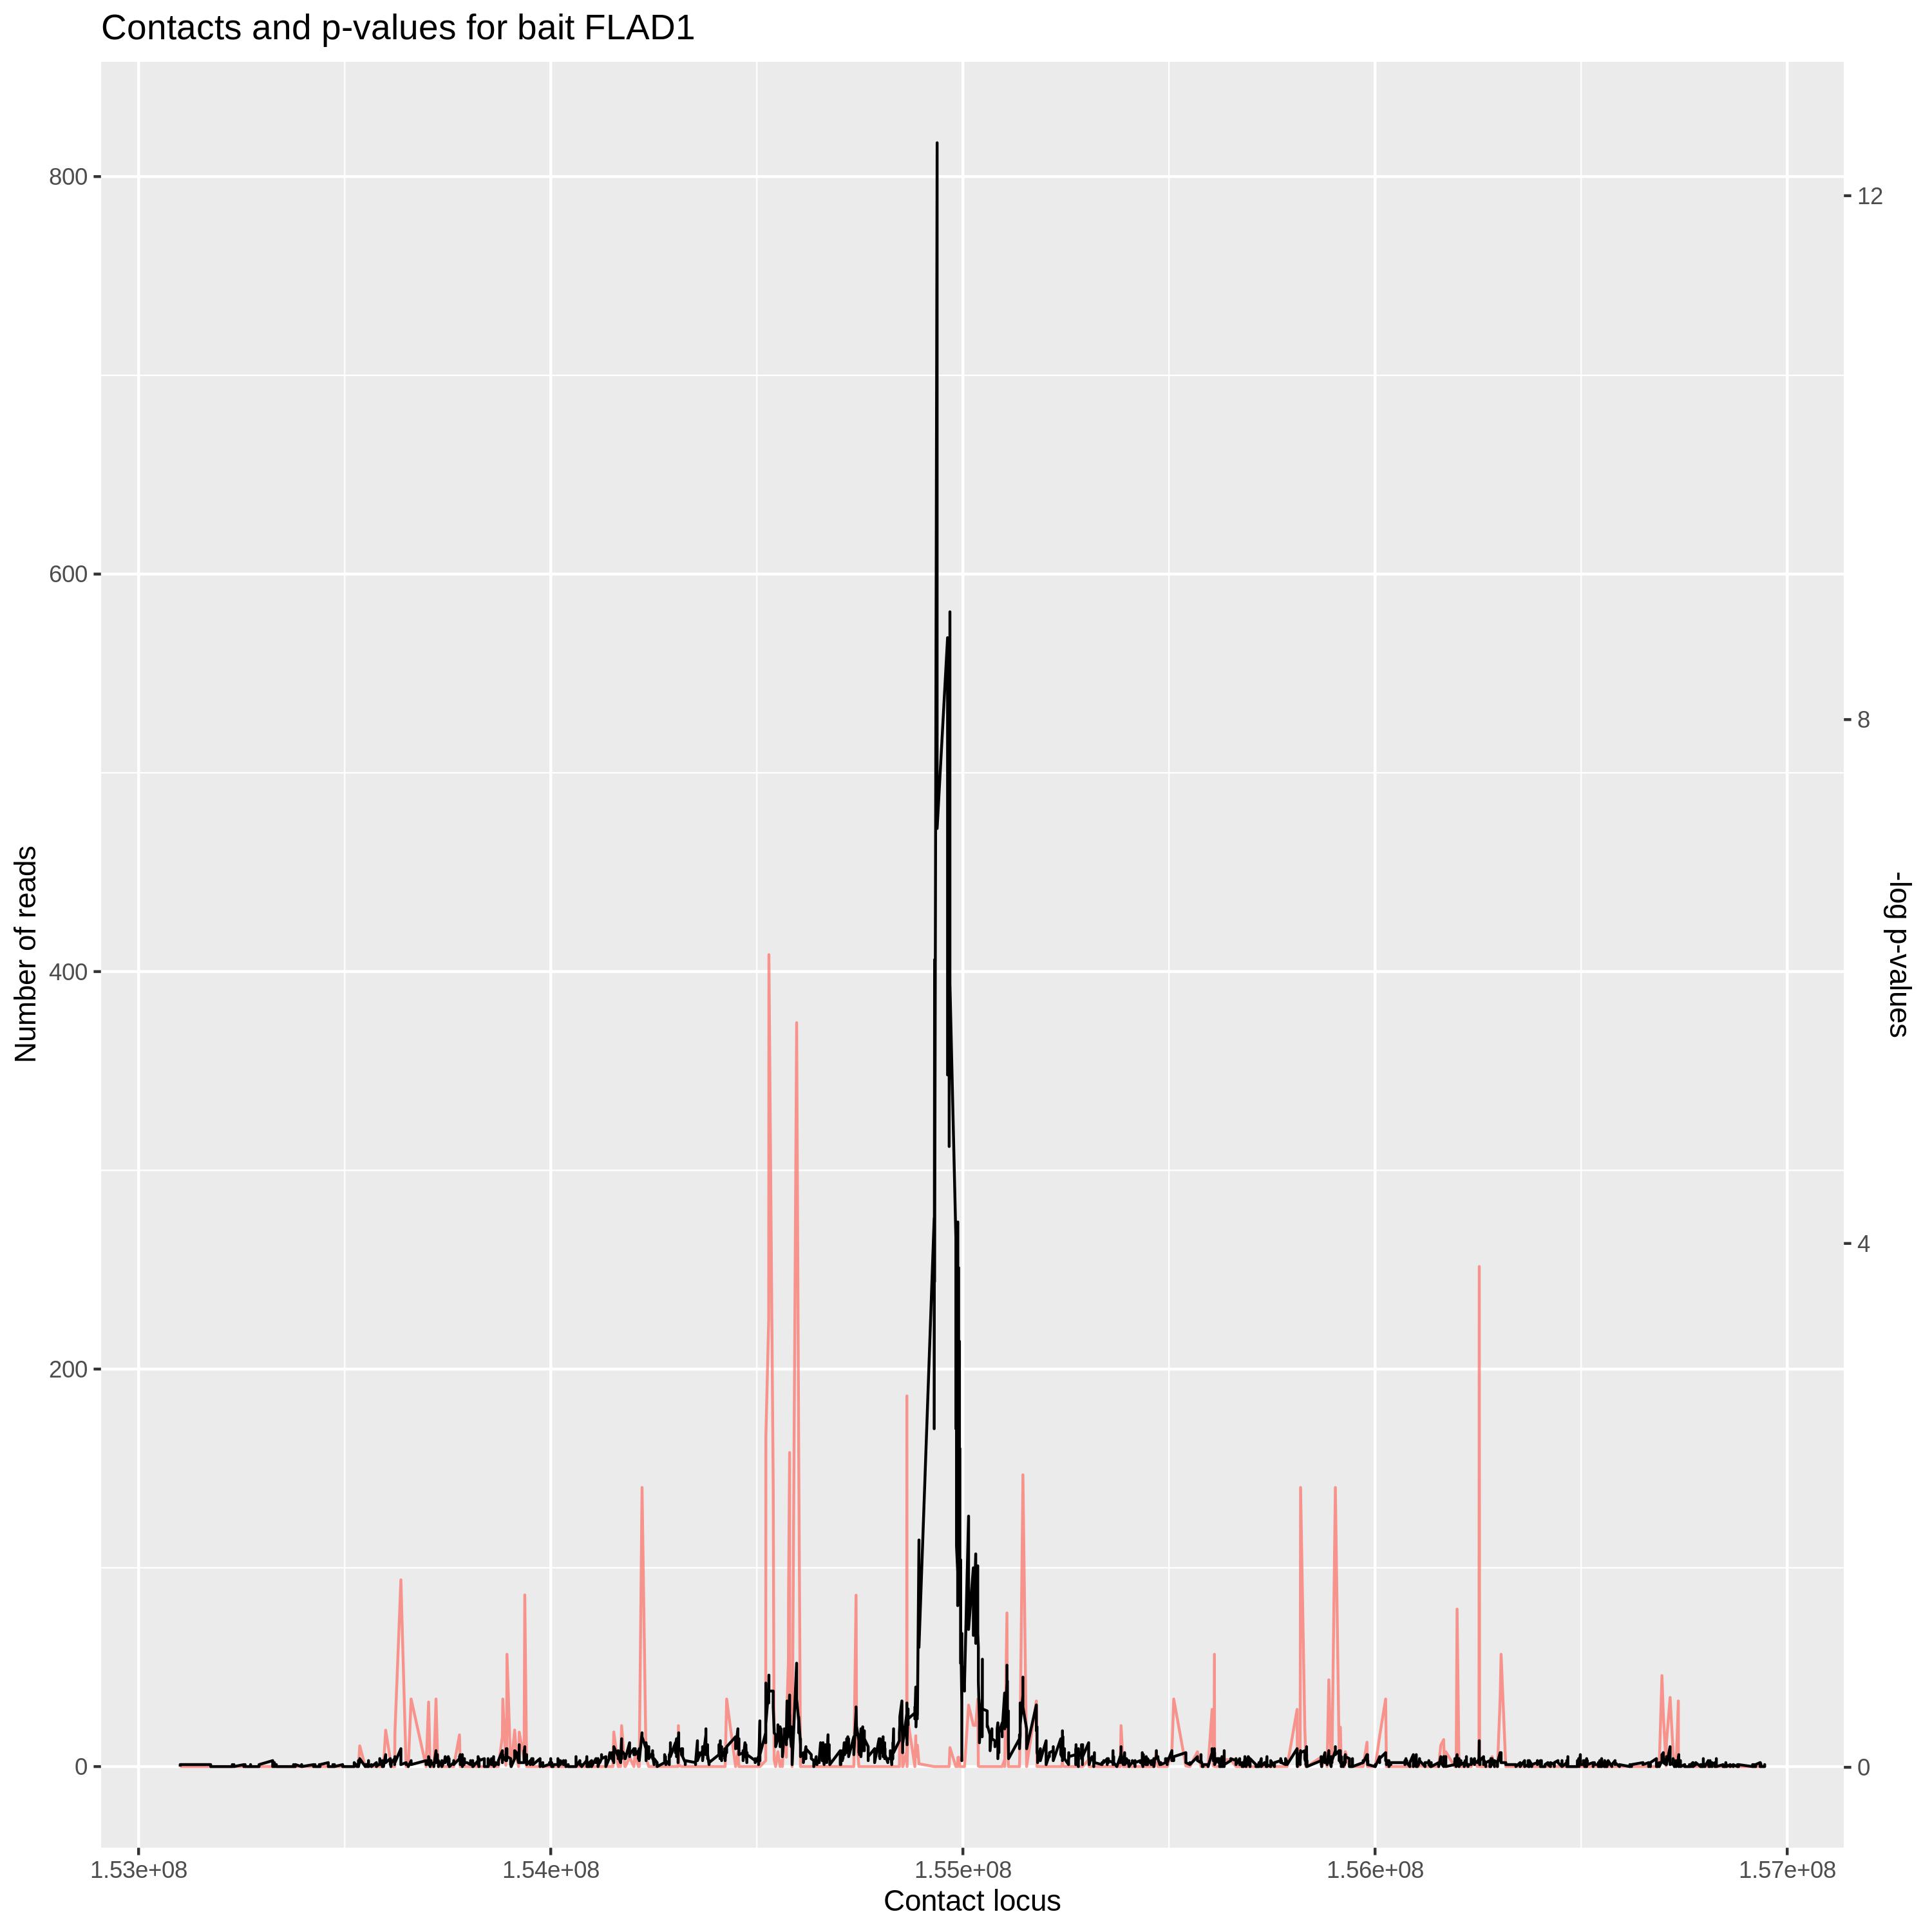 Contacts and p-values for bait FLAD1
800
600
400
200
0
Number of reads
12
8
4
0
-log p-values
1.53e+08
1.54e+08
1.55e+08
1.56e+08
1.57e+08
Contact locus